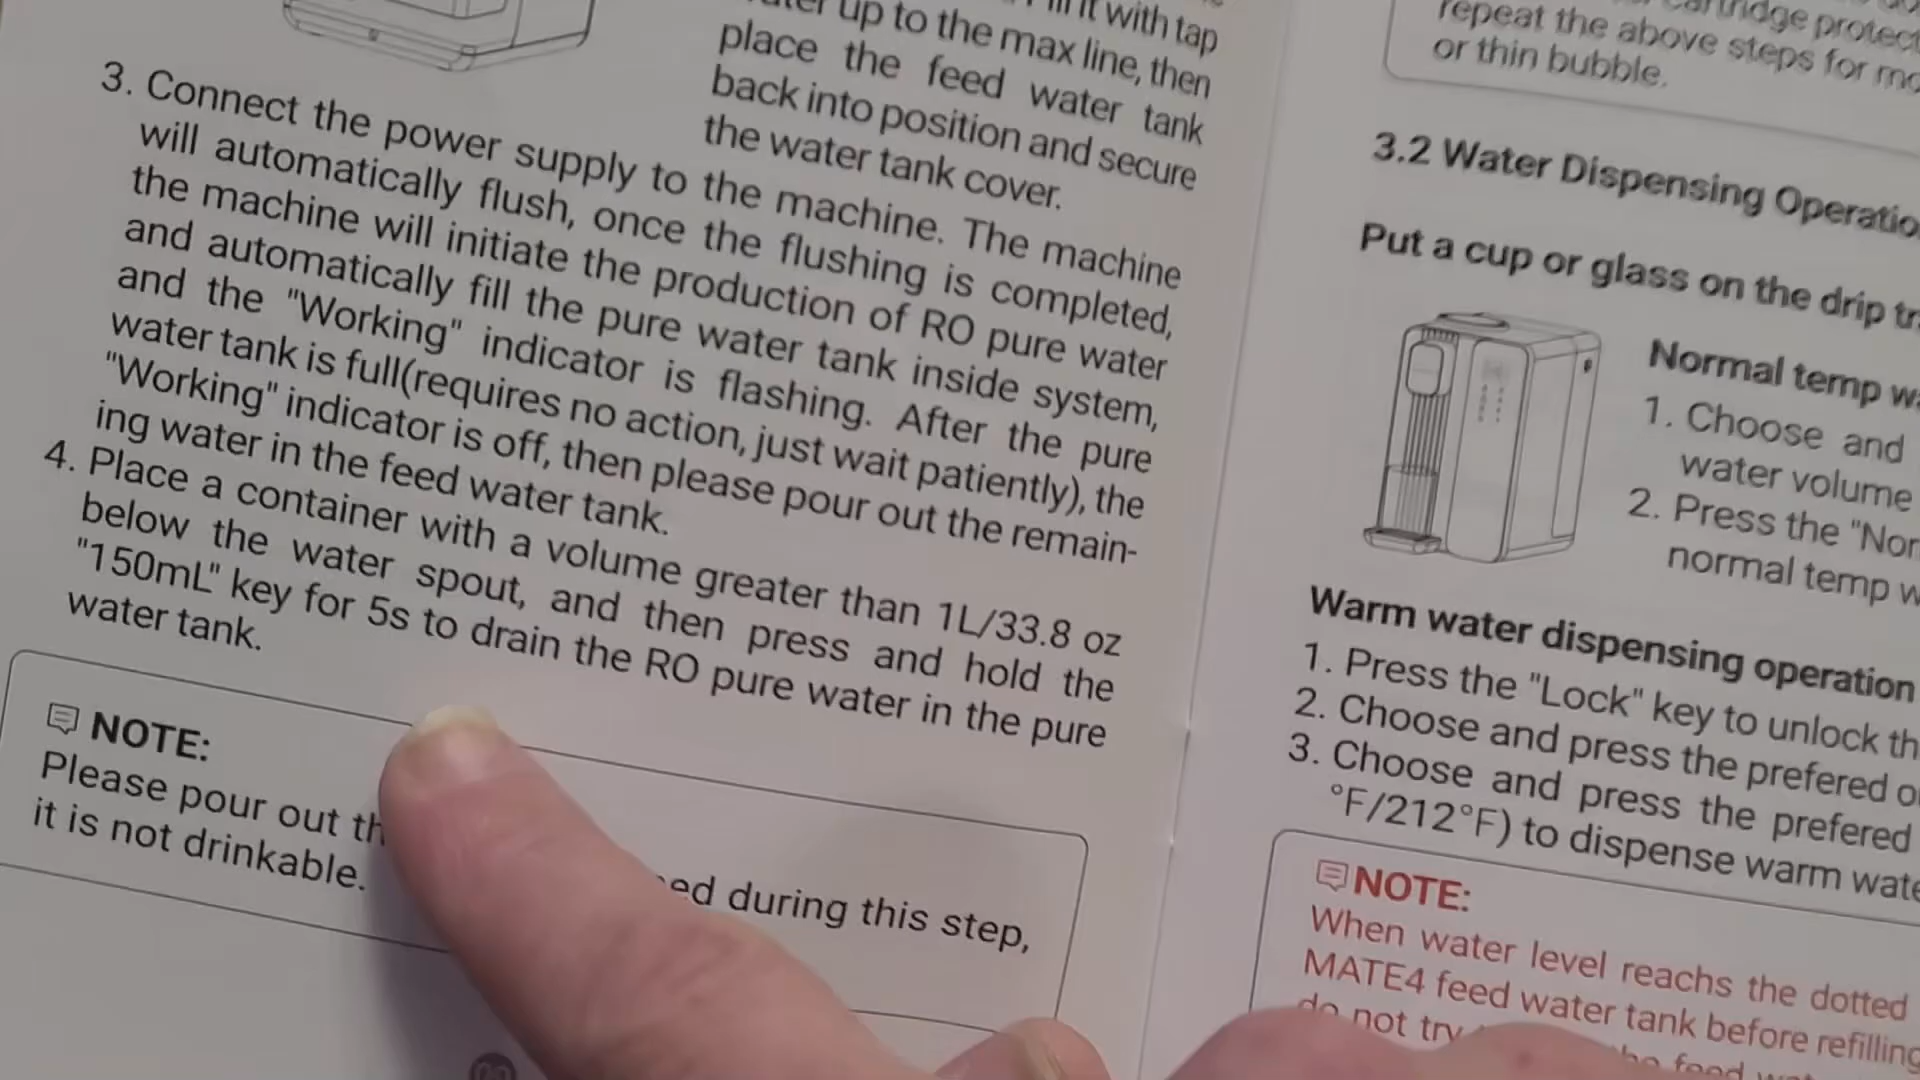 it with tap
up to the max line, then
place the feed water tank
back into position and secure
the water tank cover.
3. Connect the power supply to the machine. The machine
will automatically flush, once the flushing is completed,
the machine will initiate the production of RO pure water
and automatically fill the pure water tank inside system,
and the "Working" indicator is flashing. After the pure
water tank is full(requires no action, just wait patiently), the
"Working" indicator is off, then please pour out the remain-
ing water in the feed water tank.
4. Place a container with a volume greater than 1L/33.8 oz
below the water spout, and then press and hold the
"150mL" key for 5s to drain the RO pure water in the pure
water tank.
NOTE:
Please pour out
during this step,
it is not drinkable.
repeat the above steps for
or thin bubble.
3.2 Water Dispensing
Put a cup or glass on the drip
Normal temp
1. Choose and
water volume
2. Press the
normal temp
Warm water dispensing operation
1. Press the "Lock" key to unlock
2. Choose and press the prefered
3. Choose and press the prefered
°F/212°F) to dispense warm
NOTE:
When water level reachs the dotted
MATE4 feed water tank before refilling
do not try